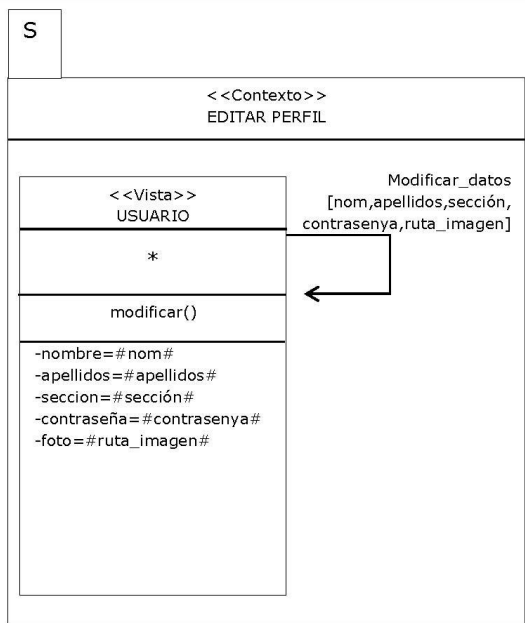 S
<<Contexto>>
EDITAR PERFIL
Modificar_datos
[nom,apellidos,sección,
contrasenya,ruta_imagen]
<<Vista>>
USUARIO
*
modificar()
-nombre=#nom#
-apellidos=#apellidos#
-seccion=#sección#
-contraseña=#contrasenya#
-foto=#ruta_imagen#